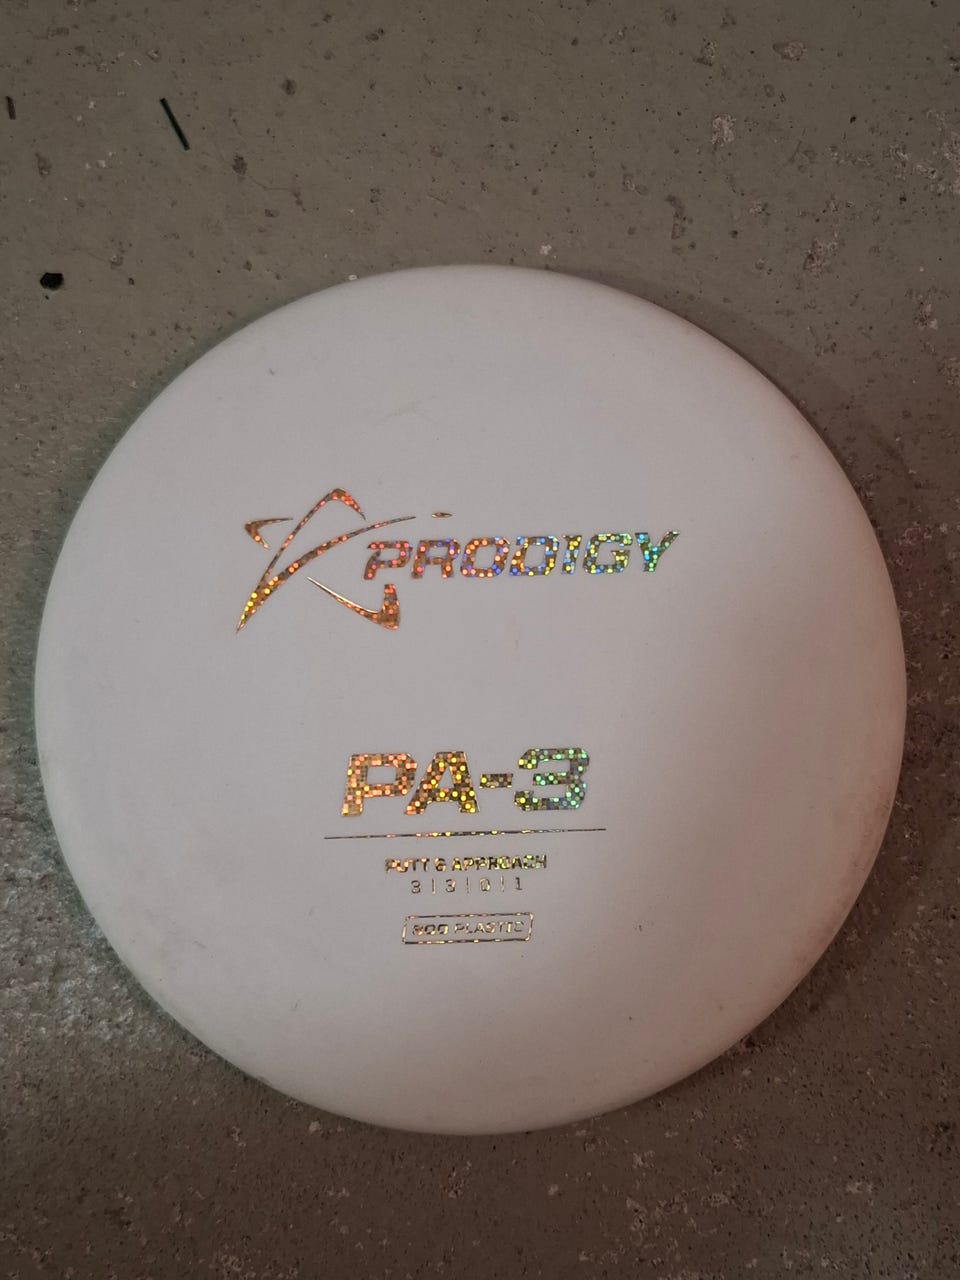 PRODIGY
PA-3
PUTT & APPROACH
3 | 3 | 0 | 1
300 PLASTIC